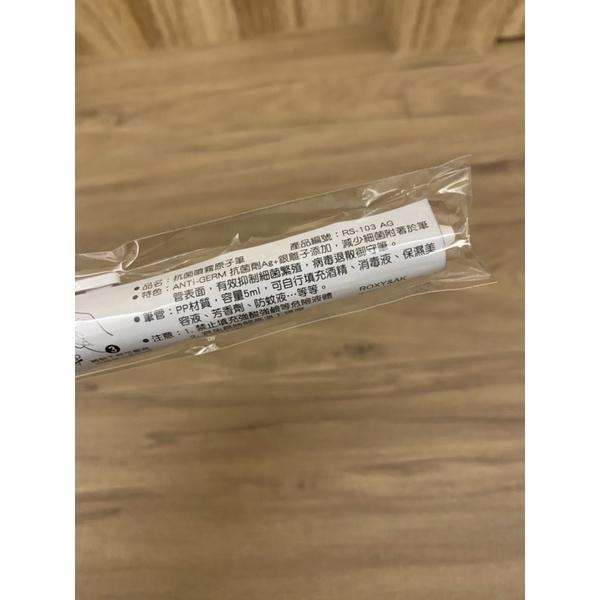 • 品名：抗菌噴霧原子筆 產品編號：RS-103 AG
• 特色：ANTI-GERM 抗菌劑Ag+銀離子添加，減少細菌附著於筆
管表面，有效抑制細菌繁殖，病毒退散御守筆。
• 筆管：PP材質，容量5ml，可自行填充酒精、消毒液、保濕美
容液、芳香劑、防蚊液…等等。
• 注意：1. 禁止填充強酸強鹼等危險液體
ROXYSAK
3